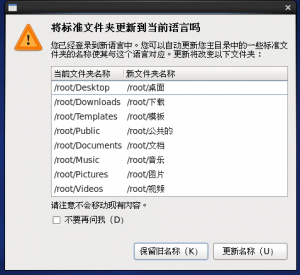 将标准文件夹更新到当前语言吗
您已经登录到新语言中。您可以自动更新您主目录中的一些标准文
件夹的名称使其与这个语言对应。更新将改变以下文件夹：
当前文件夹名称 新文件夹名称
/root/Desktop /root/桌面
/root/Downloads /root/下载
/root/Templates /root/模板
/root/Public /root/公共的
/root/Documents /root/文档
/root/Music /root/音乐
/root/Pictures /root/图片
/root/Videos /root/视频
请注意不会移动现有内容。
不要再问我（D）
保留旧名称（K） 更新名称（U）